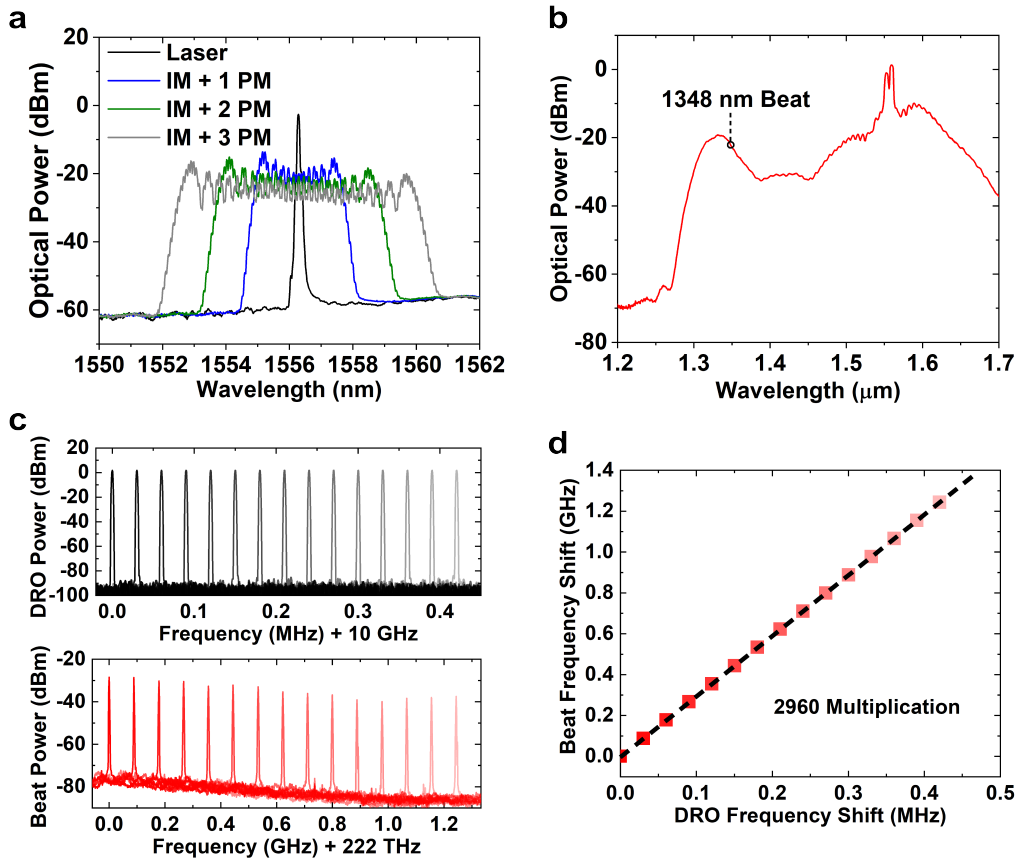 a
20
0
-20
-40
-60
Optical Power (dBm)
Laser
IM + 1 PM
IM + 2 PM
IM + 3 PM
1550 1552 1554 1556 1558 1560 1562
Wavelength (nm)
b
0
-20
-40
-60
-80
Optical Power (dBm)
1348 nm Beat
1.2 1.3 1.4 1.5 1.6 1.7
Wavelength (μm)
c
20
0
-20
-40
-60
-80
-100
DRO Power (dBm)
0.0 0.1 0.2 0.3 0.4
Frequency (MHz) + 10 GHz
-20
-40
-60
-80
Beat Power (dBm)
0.0 0.2 0.4 0.6 0.8 1.0 1.2
Frequency (GHz) + 222 THz
d
1.4
1.2
1.0
0.8
0.6
0.4
0.2
0.0
Beat Frequency Shift (GHz)
2960 Multiplication
0.0 0.1 0.2 0.3 0.4 0.5
DRO Frequency Shift (MHz)